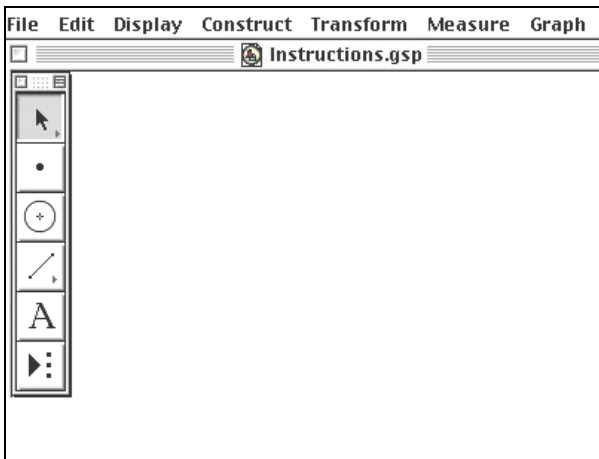 File Edit Display Construct Transform Measure Graph
Instructions.gsp
A